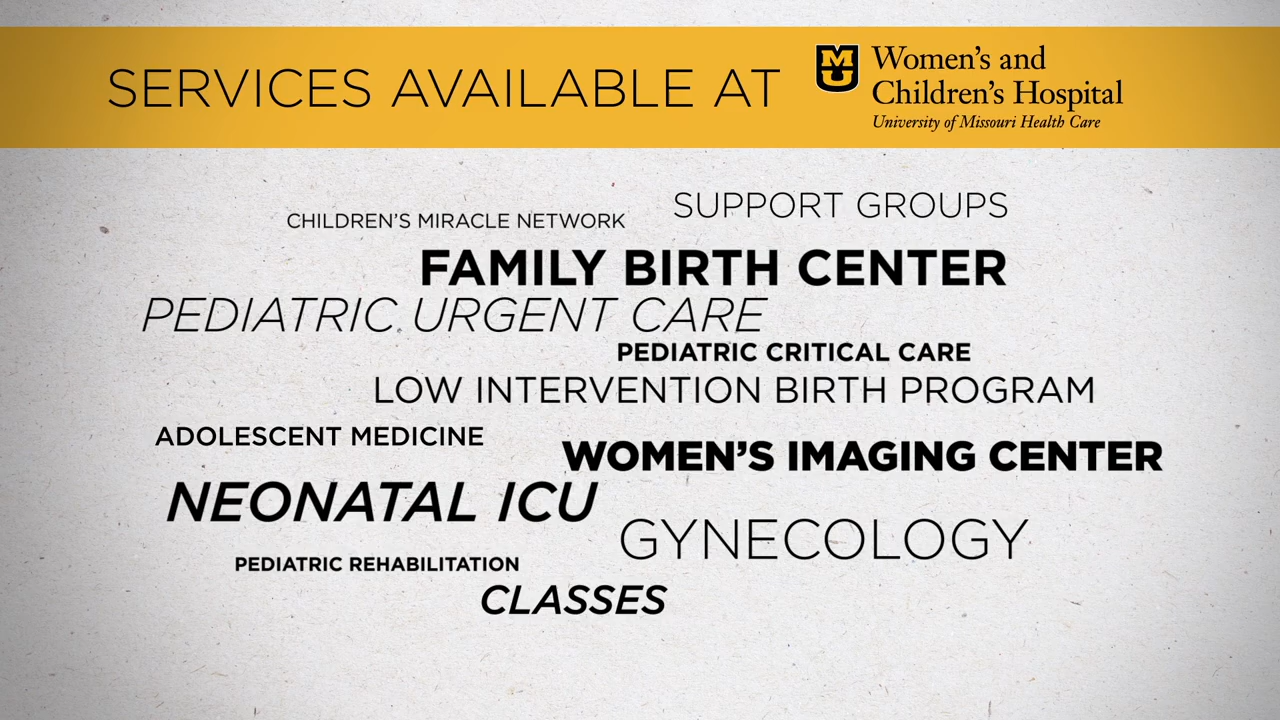 SERVICES AVAILABLE AT
MU
Women's and
Children's Hospital
University of Missouri Health Care
SUPPORT GROUPS
CHILDREN'S MIRACLE NETWORK
FAMILY BIRTH CENTER
PEDIATRIC URGENT CARE
PEDIATRIC CRITICAL CARE
LOW INTERVENTION BIRTH PROGRAM
ADOLESCENT MEDICINE
WOMEN'S IMAGING CENTER
NEONATAL ICU
GYNECOLOGY
PEDIATRIC REHABILITATION
CLASSES